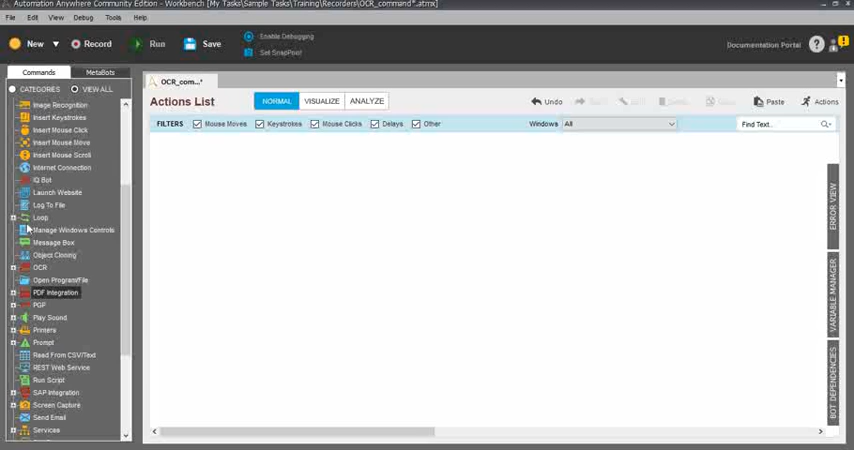 Automation Anywhere Community Edition - Workbench [My Tasks\Sample Tasks\Training\Recorders\OCR_command*.atmx]
File Edit View Debug Tools Help
New Record Run Save Enable Debugging Set SnapPoint Documentation Portal ?
Commands MetaBots
CATEGORIES VIEW ALL
Image Recognition
Insert Keystrokes
Insert Mouse Click
Insert Mouse Move
Insert Mouse Scroll
Internet Connection
IQ Bot
Launch Website
Log To File
Loop
Manage Windows Controls
Message Box
Object Cloning
OCR
Open Program/File
PDF Integration
PGP
Play Sound
Printers
Prompt
Read From CSV/Text
REST Web Service
Run Script
SAP Integration
Screen Capture
Send Email
Services
OCR_com...*
Actions List NORMAL VISUALIZE ANALYZE Undo Paste Actions
FILTERS Mouse Moves Keystrokes Mouse Clicks Delays Other Windows All Find Text...
ERROR VIEW
VARIABLE MANAGER
BOT DEPENDENCIES